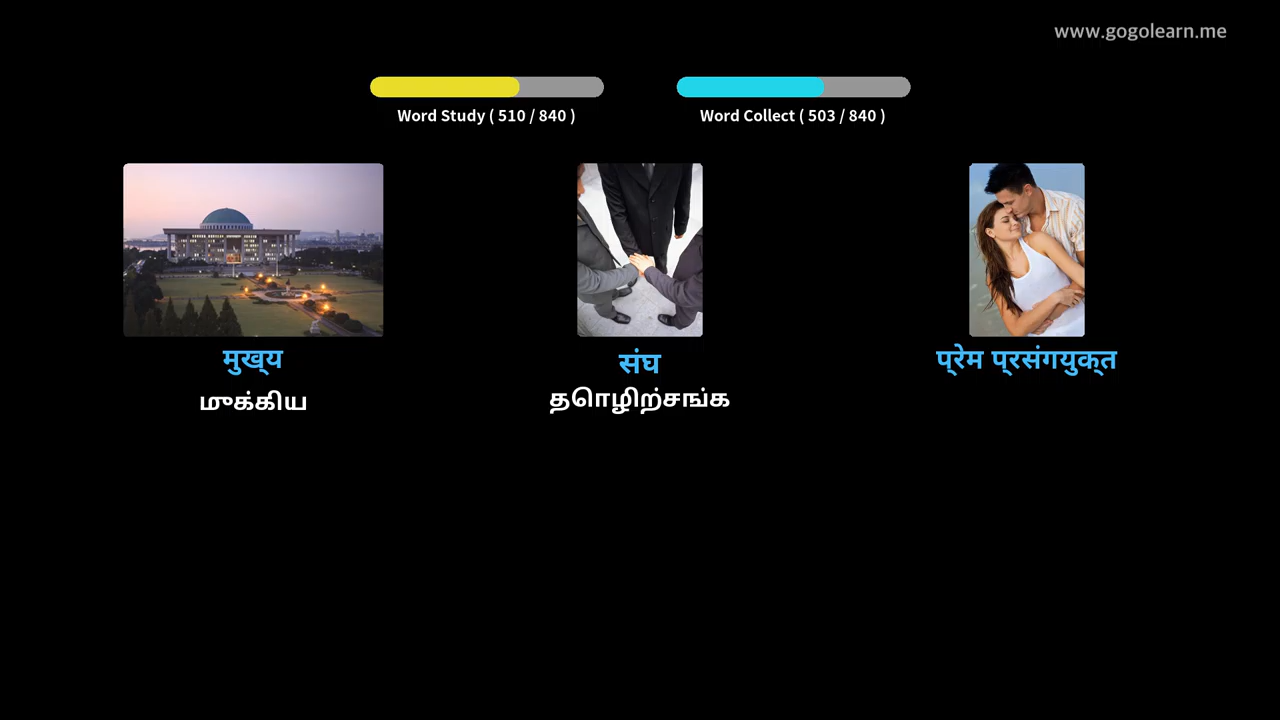 www.gogolearn.me
Word Study ( 510 / 840 )
Word Collect ( 503 / 840 )
मुख्य
संघ
प्रेम प्रसंगयुक्त
முக்கிய
தொழிற்சங்க